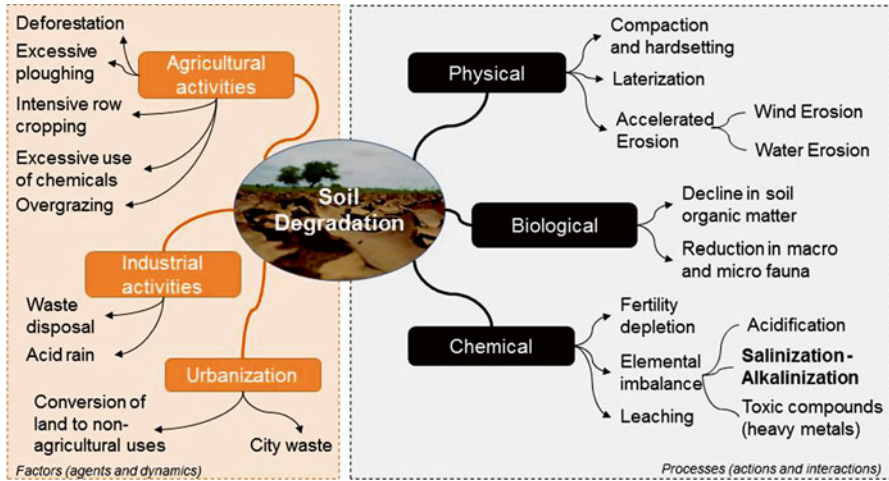 Deforestation
Excessive
ploughing
Agricultural
activities
Intensive row
cropping
Excessive use
of chemicals
Overgrazing
Industrial
activities
Waste
disposal
Acid rain
Urbanization
Conversion of
land to non-
agricultural uses
City waste
Factors (agents and dynamics)
Soil
Degradation
Physical
Compaction
and hardsetting
Laterization
Accelerated
Erosion
Wind Erosion
Water Erosion
Biological
Decline in soil
organic matter
Reduction in macro
and micro fauna
Chemical
Fertility
depletion
Elemental
imbalance
Leaching
Acidification
Salinization-
Alkalinization
Toxic compounds
(heavy metals)
Processes (actions and interactions)